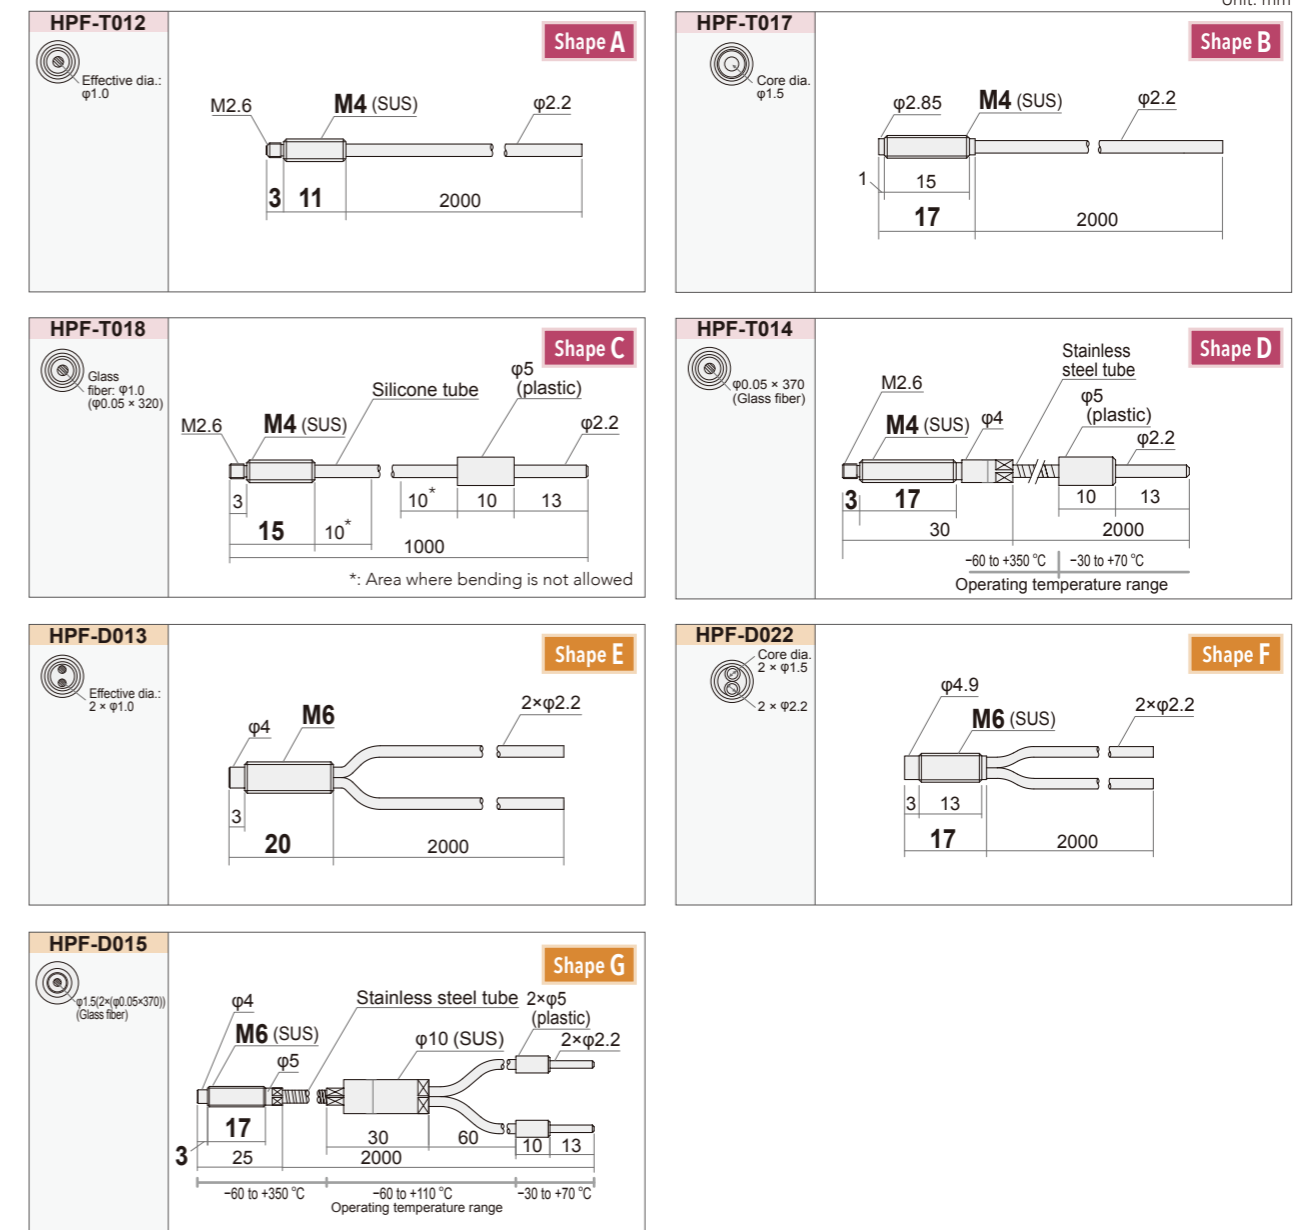 Unit: mm
HPF-T012
Shape A
Effective dia.:
φ1.0
M2.6
M4 (SUS)
φ2.2
3
11
2000
HPF-T017
Shape B
Core dia.
φ1.5
φ2.85
M4 (SUS)
φ2.2
1
15
17
2000
HPF-T018
Shape C
Glass
fiber: φ1.0
(φ0.05 × 320)
M2.6
M4 (SUS)
Silicone tube
φ5
(plastic)
φ2.2
3
10*
10
13
15
10*
1000
*: Area where bending is not allowed
HPF-T014
Shape D
φ0.05 × 370
(Glass fiber)
Stainless
steel tube
M2.6
φ5
(plastic)
M4 (SUS)
φ4
φ2.2
3
17
10
13
30
2000
−60 to +350 °C
−30 to +70 °C
Operating temperature range
HPF-D013
Shape E
Effective dia.:
2 × φ1.0
φ4
M6
2×φ2.2
3
20
2000
HPF-D022
Shape F
Core dia.
2 × φ1.5
2 × φ2.2
φ4.9
M6 (SUS)
2×φ2.2
3
13
17
2000
HPF-D015
Shape G
φ1.5(2×(φ0.05×370))
(Glass fiber)
φ4
Stainless steel tube
2×φ5
(plastic)
M6 (SUS)
φ10 (SUS)
2×φ2.2
φ5
17
30
60
10
13
3
25
2000
−60 to +350 °C
−60 to +110 °C
−30 to +70 °C
Operating temperature range